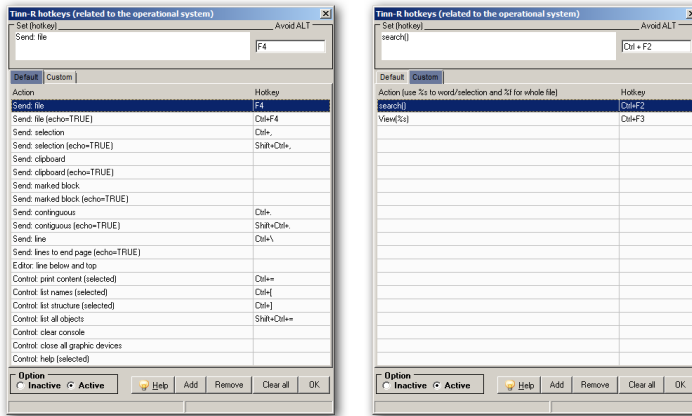 Tinn-R hotkeys (related to the operational system)
Set (hotkey) Avoid ALT
Send: file
F4
Default Custom
Action Hotkey
Send: file F4
Send: file (echo=TRUE) Ctrl+F4
Send: selection Ctrl+,
Send: selection (echo=TRUE) Shift+Ctrl+,
Send: clipboard
Send: clipboard (echo=TRUE)
Send: marked block
Send: marked block (echo=TRUE)
Send: continguous Ctrl+.
Send: contiguous (echo=TRUE) Shift+Ctrl+.
Send: line Ctrl+\
Send: lines to end page (echo=TRUE)
Editor: line below and top
Control: print content (selected) Ctrl+=
Control: list names (selected) Ctrl+[
Control: list structure (selected) Ctrl+]
Control: list all objects Shift+Ctrl+=
Control: clear console
Control: close all graphic devices
Control: help (selected)
Option
Inactive Active Help Add Remove Clear all OK
Tinn-R hotkeys (related to the operational system)
Set (hotkey) Avoid ALT
search()
Ctrl + F2
Default Custom
Action (use %s to word/selection and %f for whole file) Hotkey
search() Ctrl+F2
View(%s) Ctrl+F3
Option
Inactive Active Help Add Remove Clear all OK